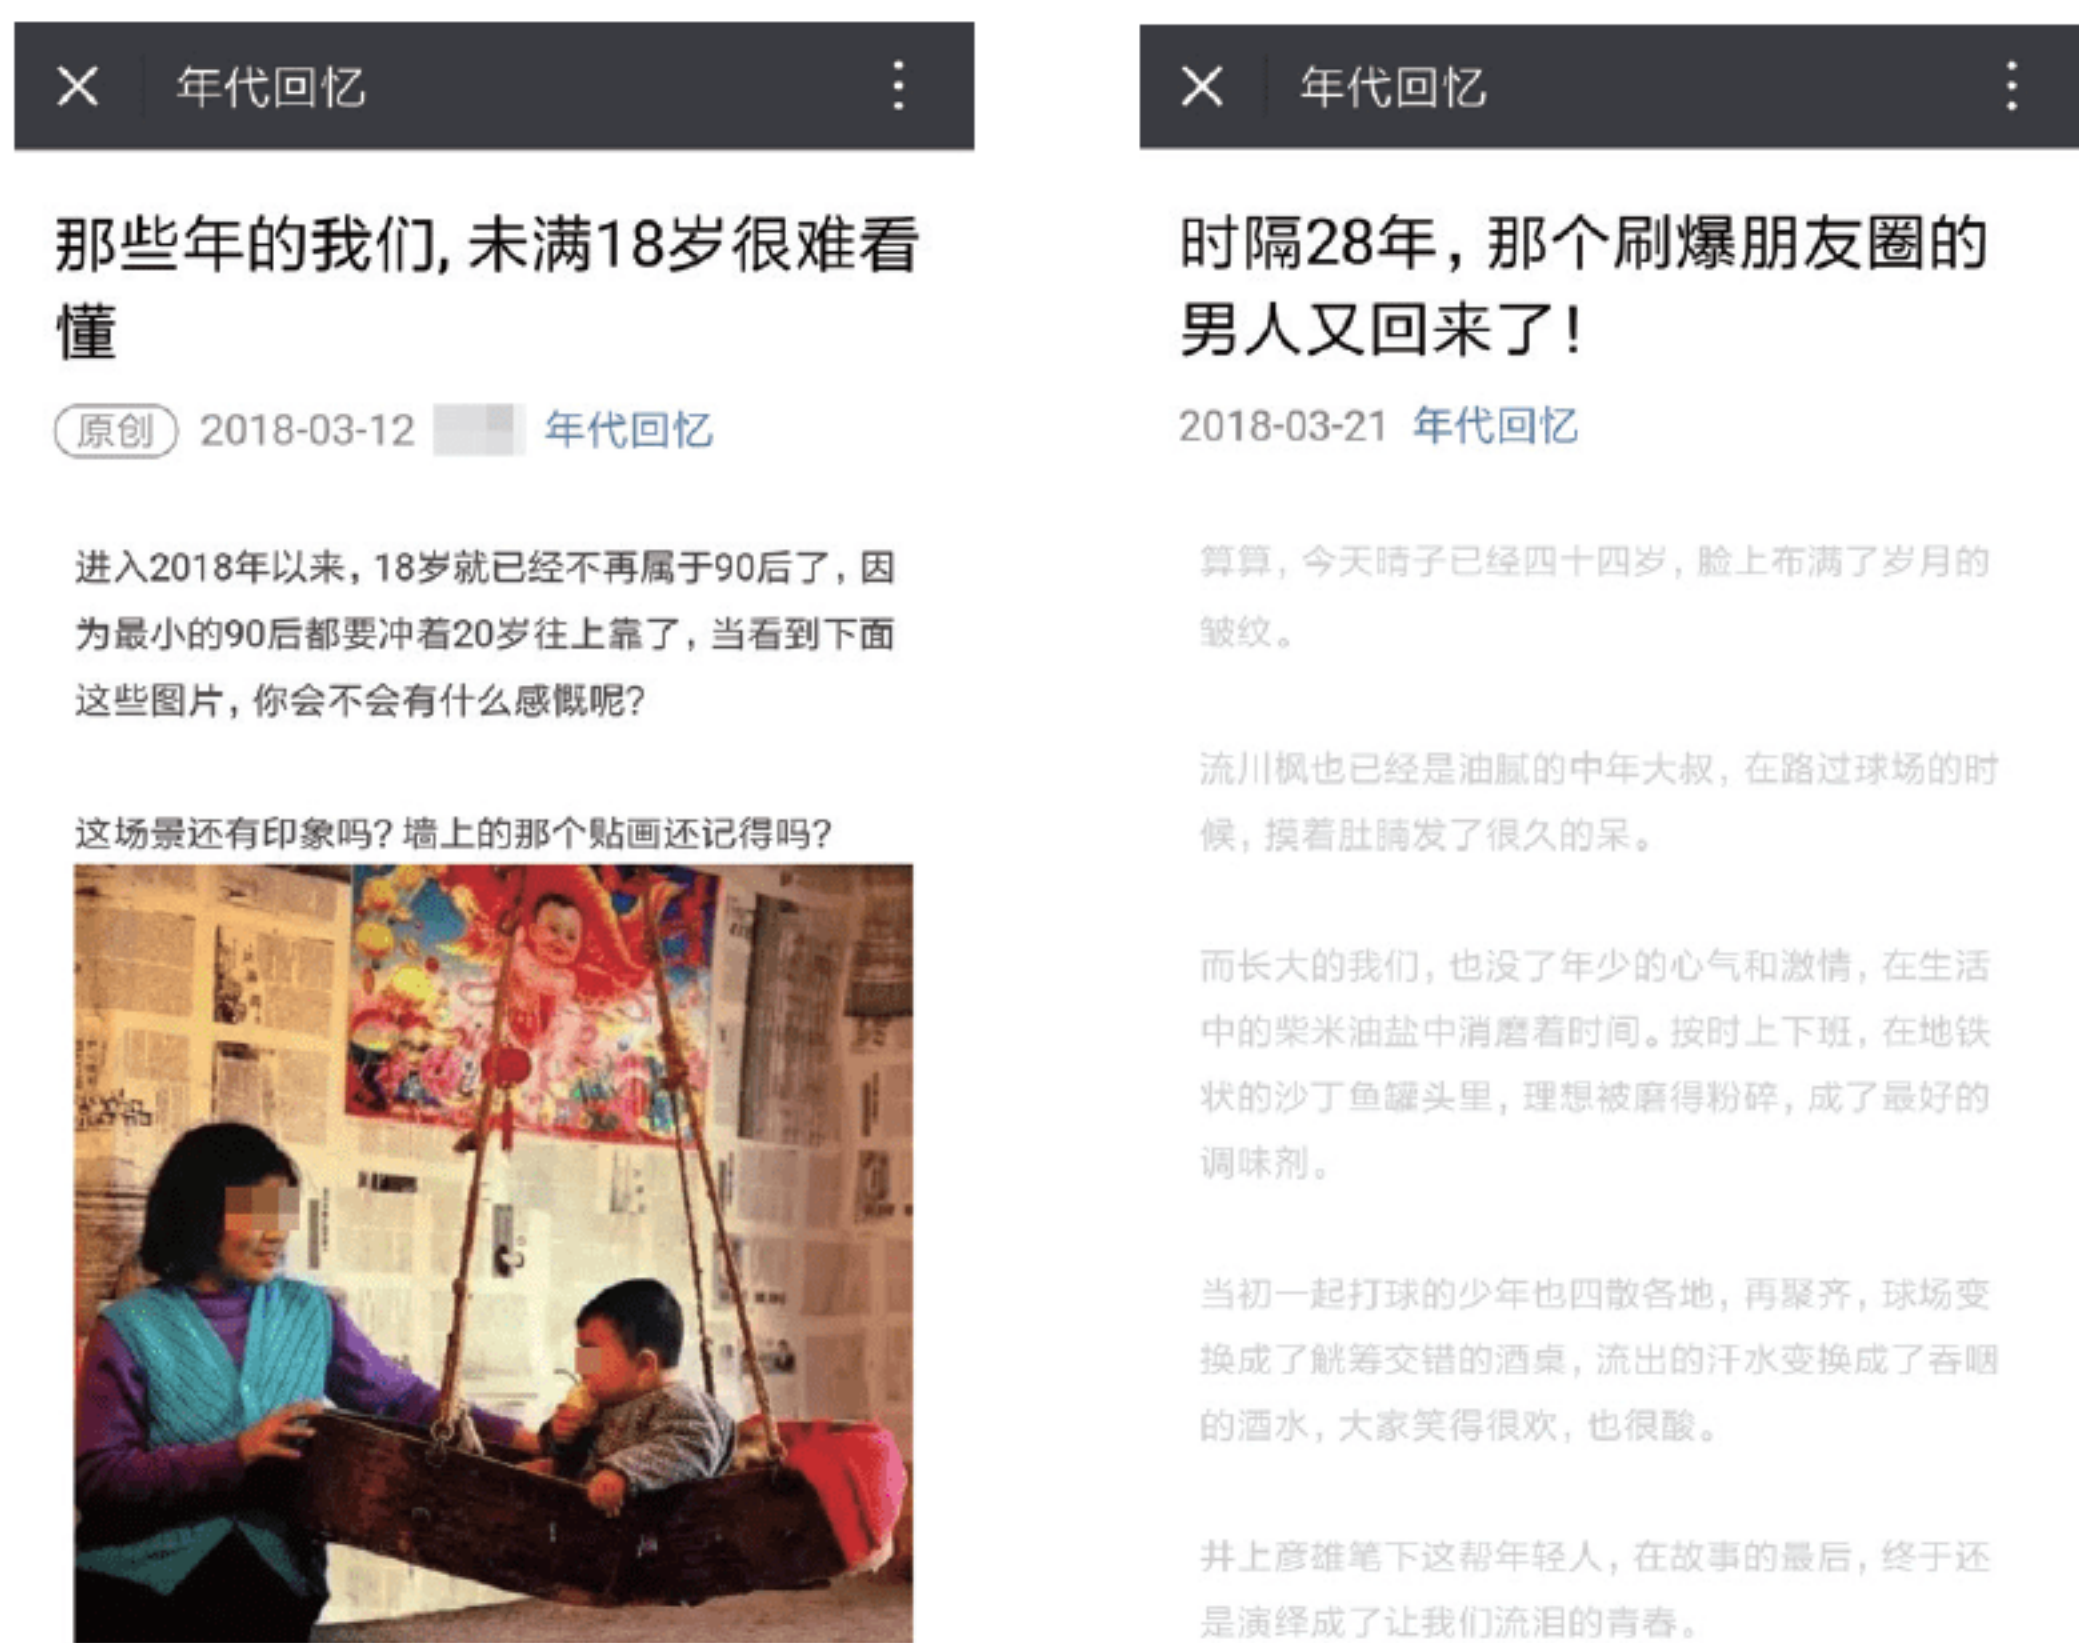 年代回忆
那些年的我们,未满18岁很难看
懂
原创 2018-03-12 年代回忆
进入2018年以来，18岁就已经不再属于90后了，因
为最小的90后都要冲着20岁往上靠了，当看到下面
这些图片，你会不会有什么感慨呢？
这场景还有印象吗？墙上的那个贴画还记得吗？
年代回忆
时隔28年，那个刷爆朋友圈的
男人又回来了！
2018-03-21 年代回忆
算算，今天晴子已经四十四岁，脸上布满了岁月的
皱纹。
流川枫也已经是油腻的中年大叔，在路过球场的时
候，摸着肚腩发了很久的呆。
而长大的我们，也没了年少的心气和激情，在生活
中的柴米油盐中消磨着时间。按时上下班，在地铁
状的沙丁鱼罐头里，理想被磨得粉碎，成了最好的
调味剂。
当初一起打球的少年也四散各地，再聚齐，球场变
换成了觥筹交错的酒桌，流出的汗水变换成了吞咽
的酒水，大家笑得很欢，也很酸。
井上彦雄笔下这帮年轻人，在故事的最后，终于还
是演绎成了让我们流泪的青春。